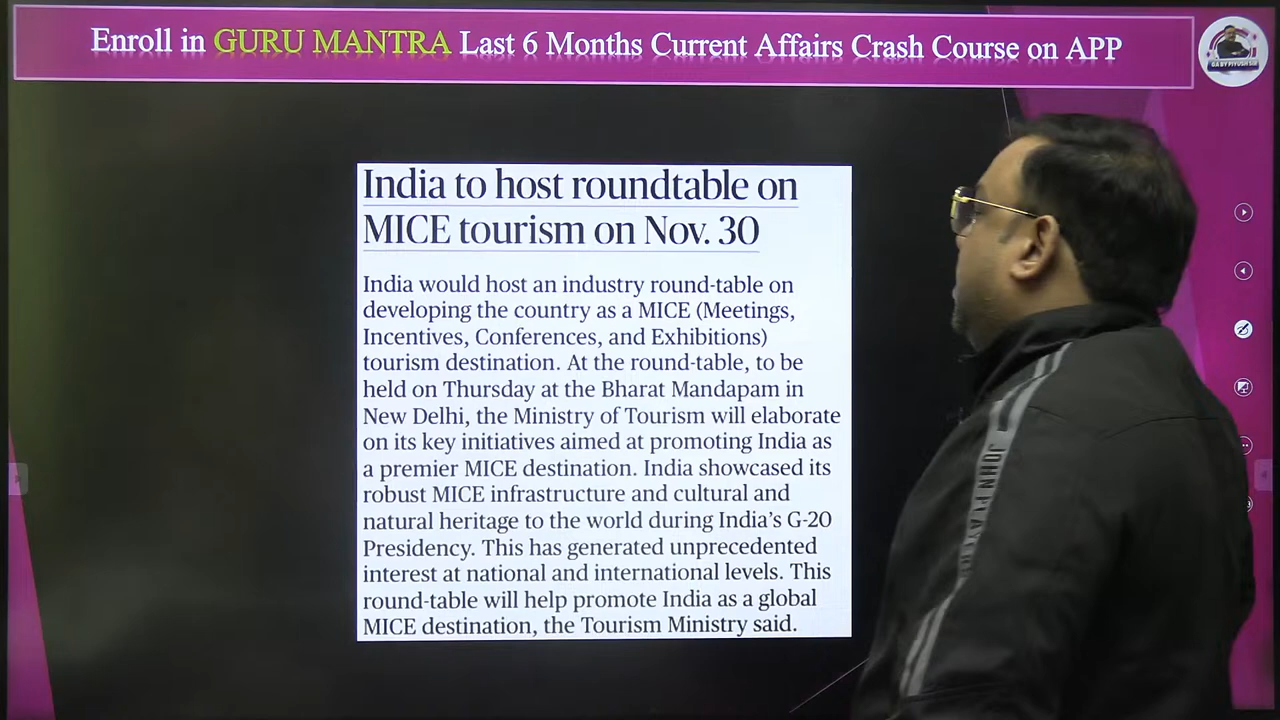 Enroll in GURU MANTRA Last 6 Months Current Affairs Crash Course on APP
GA BY PIYUSH SIR
India to host roundtable on
MICE tourism on Nov. 30
India would host an industry round-table on
developing the country as a MICE (Meetings,
Incentives, Conferences, and Exhibitions)
tourism destination. At the round-table, to be
held on Thursday at the Bharat Mandapam in
New Delhi, the Ministry of Tourism will elaborate
on its key initiatives aimed at promoting India as
a premier MICE destination. India showcased its
robust MICE infrastructure and cultural and
natural heritage to the world during India’s G-20
Presidency. This has generated unprecedented
interest at national and international levels. This
round-table will help promote India as a global
MICE destination, the Tourism Ministry said.
JOHN PLAYERS